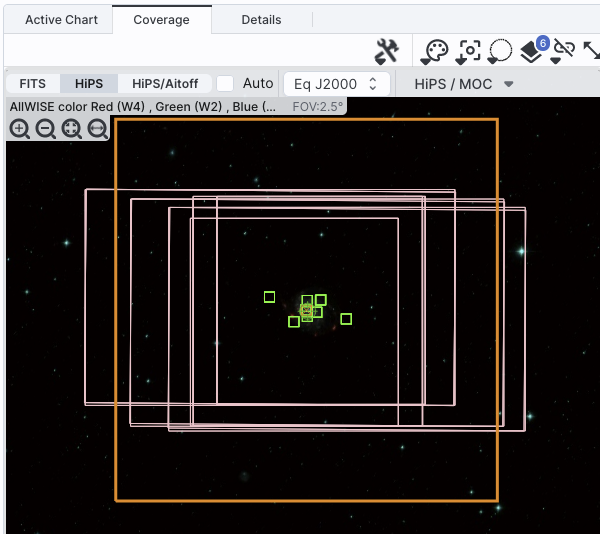 Active Chart Coverage Details
6
FITS HiPS HiPS/Aitoff Auto Eq J2000 HiPS / MOC
AllWISE color Red (W4) , Green (W2) , Blue (... FOV:2.5°